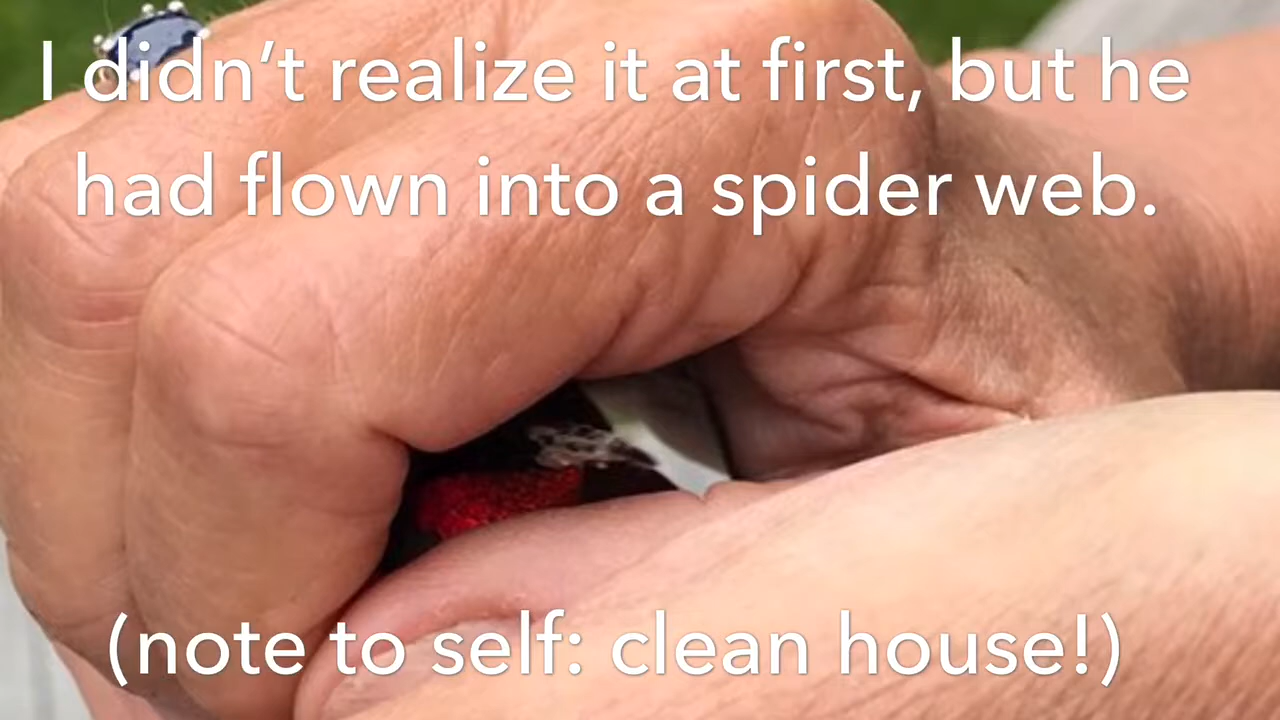 I didn’t realize it at first, but he
had flown into a spider web.
(note to self: clean house!)